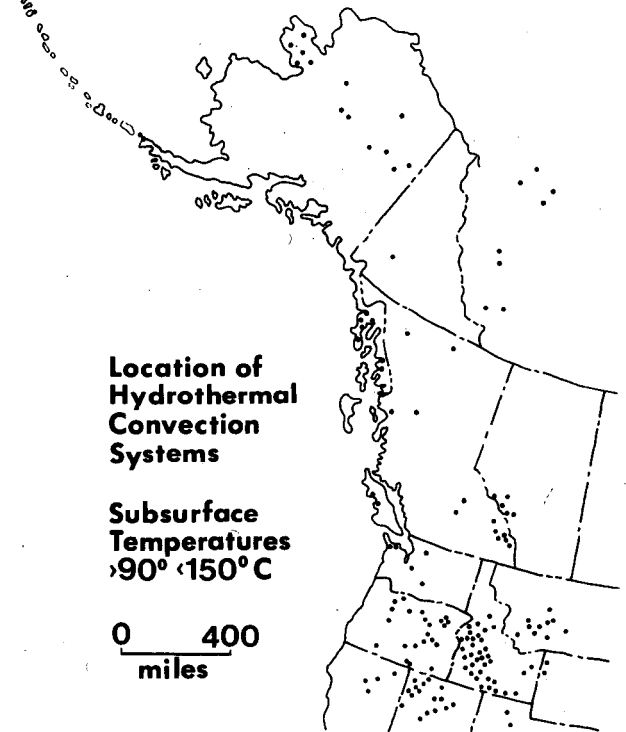 Location of
Hydrothermal
Convection
Systems
Subsurface
Temperatures
>90° <150° C
0 400
miles